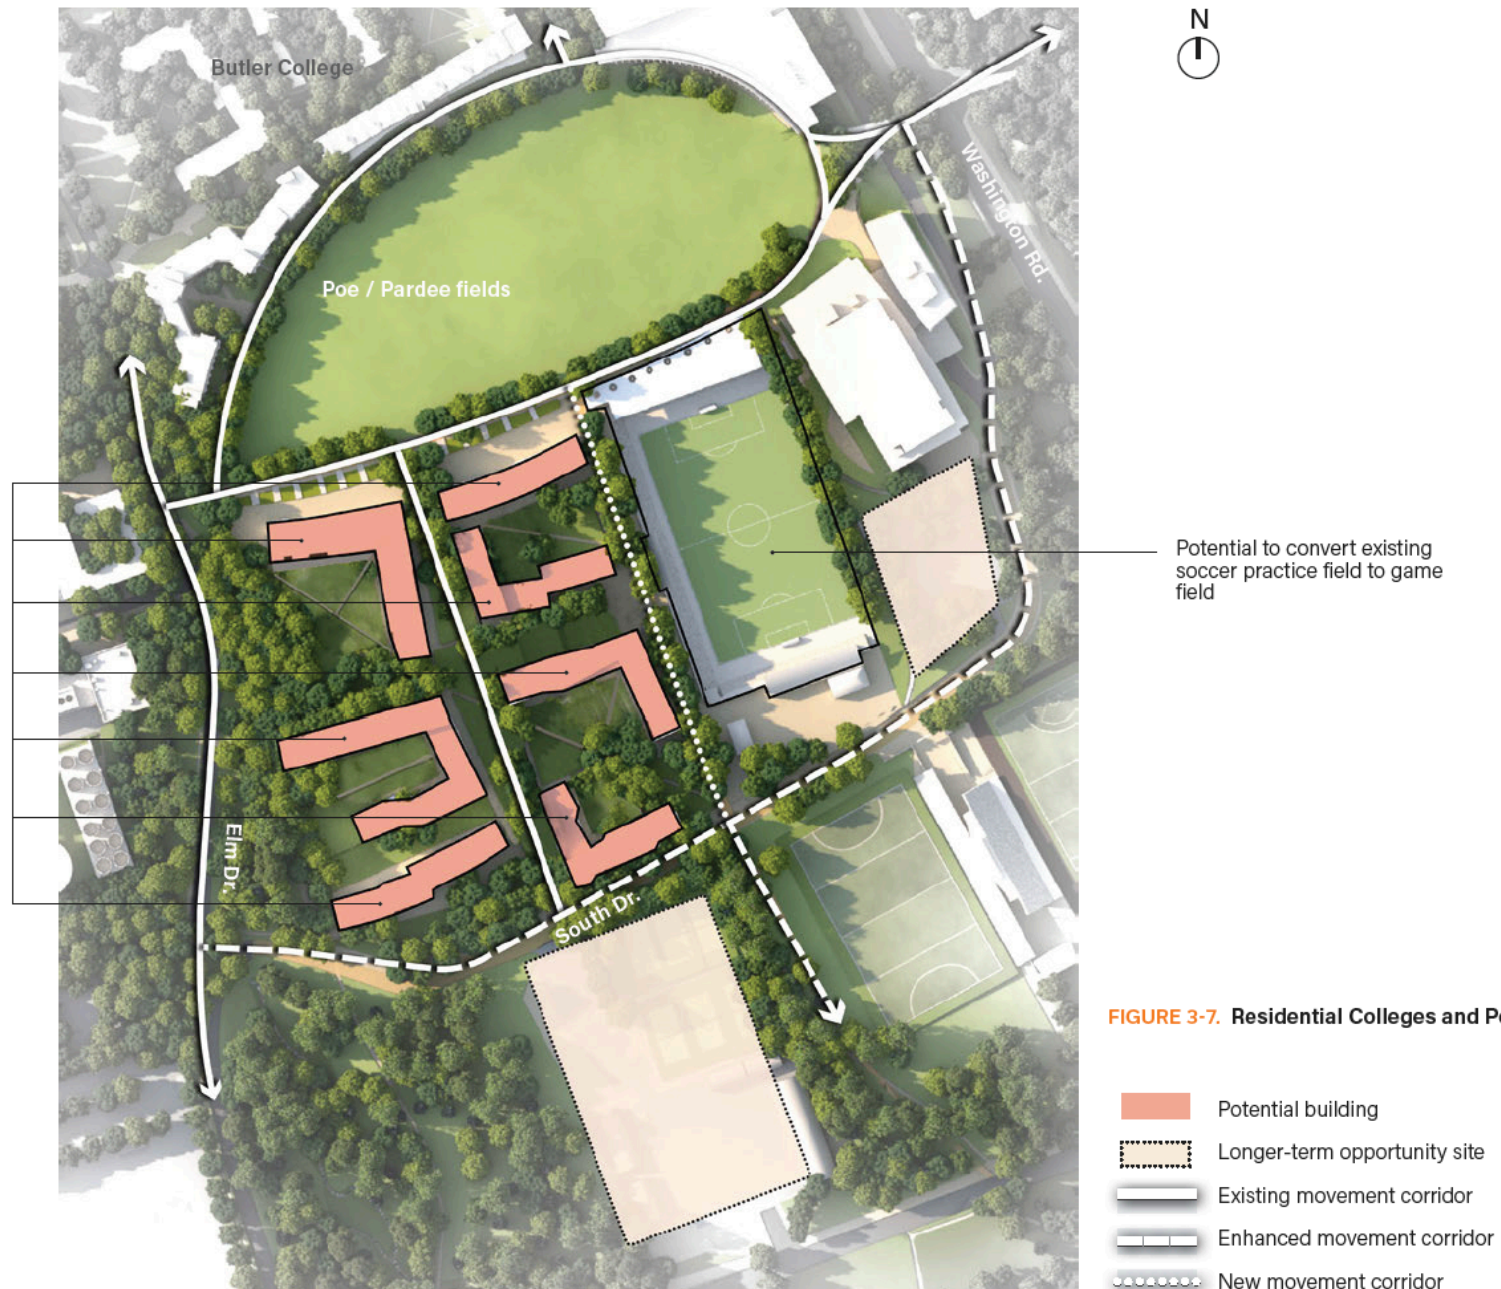 N
Butler College
Washington Rd.
Poe / Pardee fields
Potential to convert existing
soccer practice field to game
field
Elm Dr.
South Dr.
FIGURE 3-7. Residential Colleges and
Potential building
Longer-term opportunity site
Existing movement corridor
Enhanced movement corridor
New movement corridor